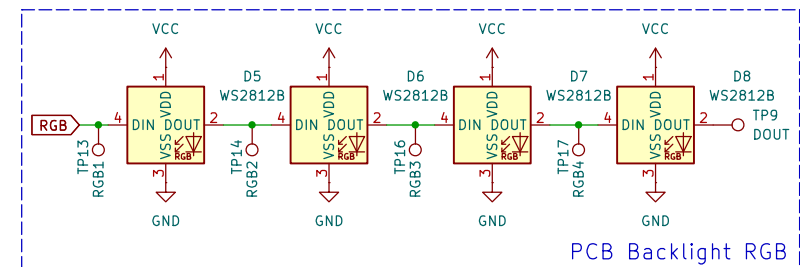 VCC VCC VCC VCC
D5 D6 D7 D8
WS2812B WS2812B WS2812B WS2812B
1 1 1 1
VDD VDD VDD VDD
TP9
RGB 4 DIN DOUT 2 4 DIN DOUT 2 4 DIN DOUT 2 4 DIN DOUT 2
DOUT
VSS VSS VSS VSS
RGB RGB RGB RGB
TP13 TP14 TP16 TP17
RGB1 RGB2 RGB3 RGB4
3 3 3 3
GND GND GND GND
PCB Backlight RGB